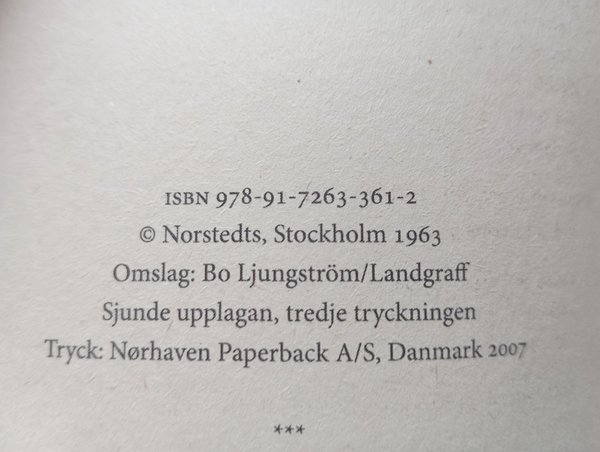 ISBN 978-91-7263-361-2
© Norstedts, Stockholm 1963
Omslag: Bo Ljungström/Landgraff
Sjunde upplagan, tredje tryckningen
Tryck: Nørhaven Paperback A/S, Danmark 2007
***